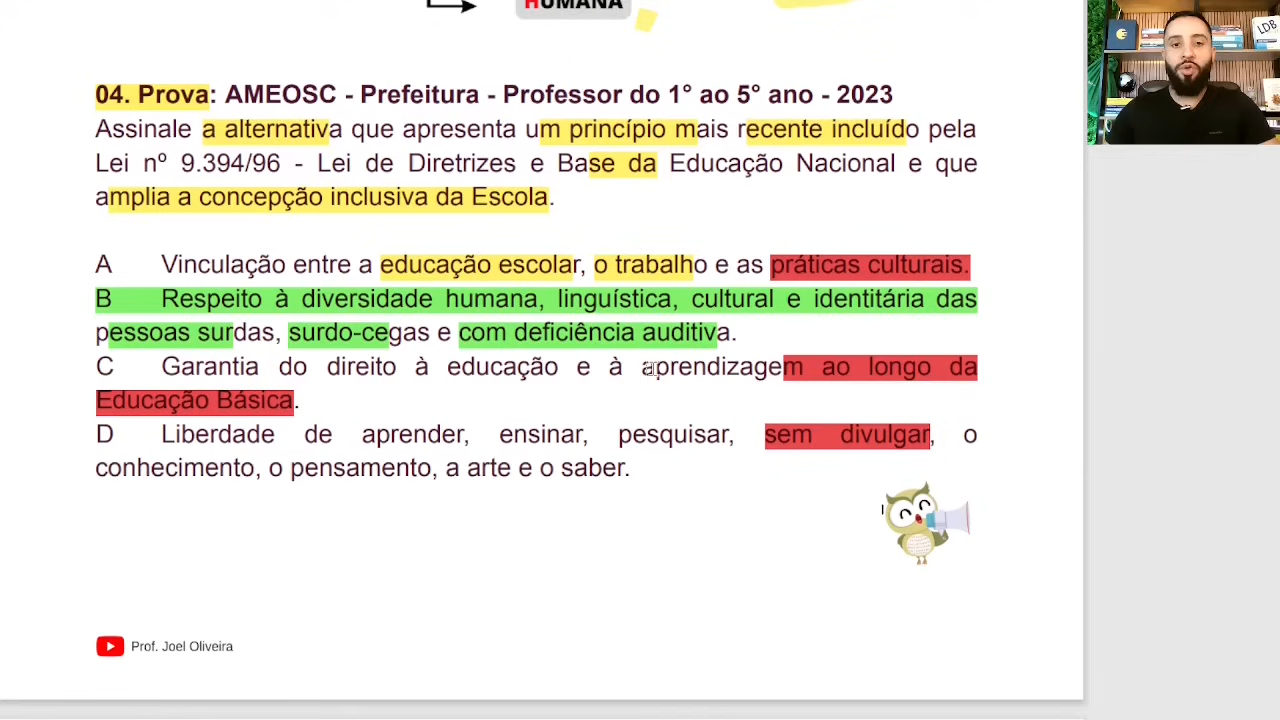 HUMANA
LDB
04. Prova: AMEOSC - Prefeitura - Professor do 1° ao 5° ano - 2023
Assinale a alternativa que apresenta um princípio mais recente incluído pela
Lei nº 9.394/96 - Lei de Diretrizes e Base da Educação Nacional e que
amplia a concepção inclusiva da Escola.
A Vinculação entre a educação escolar, o trabalho e as práticas culturais.
B Respeito à diversidade humana, linguística, cultural e identitária das
pessoas surdas, surdo-cegas e com deficiência auditiva.
C Garantia do direito à educação e à aprendizagem ao longo da
Educação Básica.
D Liberdade de aprender, ensinar, pesquisar, sem divulgar, o
conhecimento, o pensamento, a arte e o saber.
Prof. Joel Oliveira